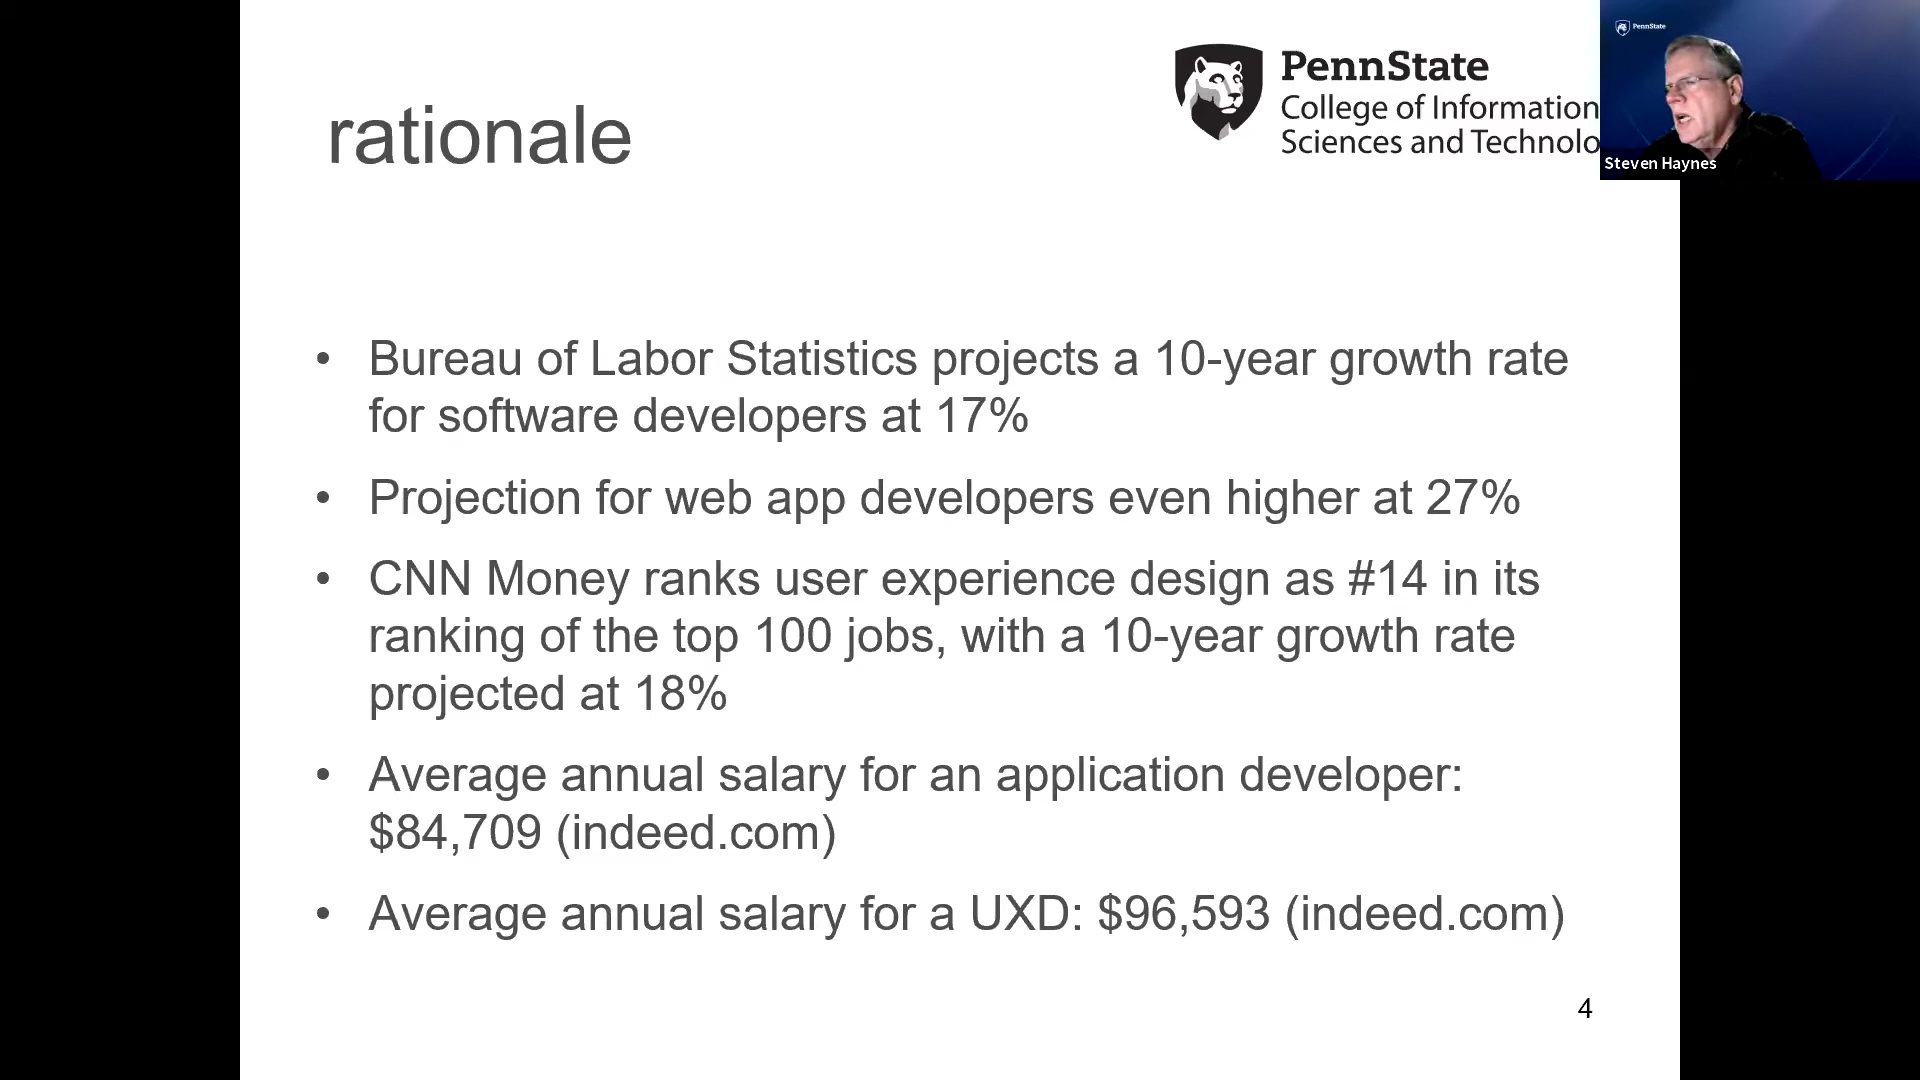 PennState
College of Information
Sciences and Technolo
PennState
Steven Haynes
rationale
• Bureau of Labor Statistics projects a 10-year growth rate
for software developers at 17%
• Projection for web app developers even higher at 27%
• CNN Money ranks user experience design as #14 in its
ranking of the top 100 jobs, with a 10-year growth rate
projected at 18%
• Average annual salary for an application developer:
$84,709 (indeed.com)
• Average annual salary for a UXD: $96,593 (indeed.com)
4